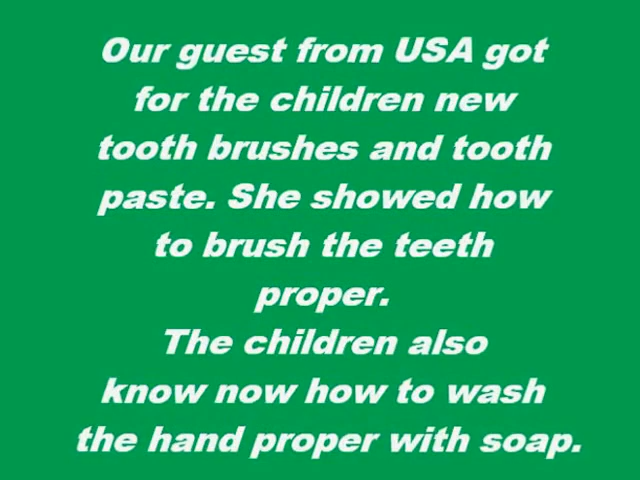 Our guest from USA got
for the children new
tooth brushes and tooth
paste. She showed how
to brush the teeth
proper.
The children also
know now how to wash
the hand proper with soap.